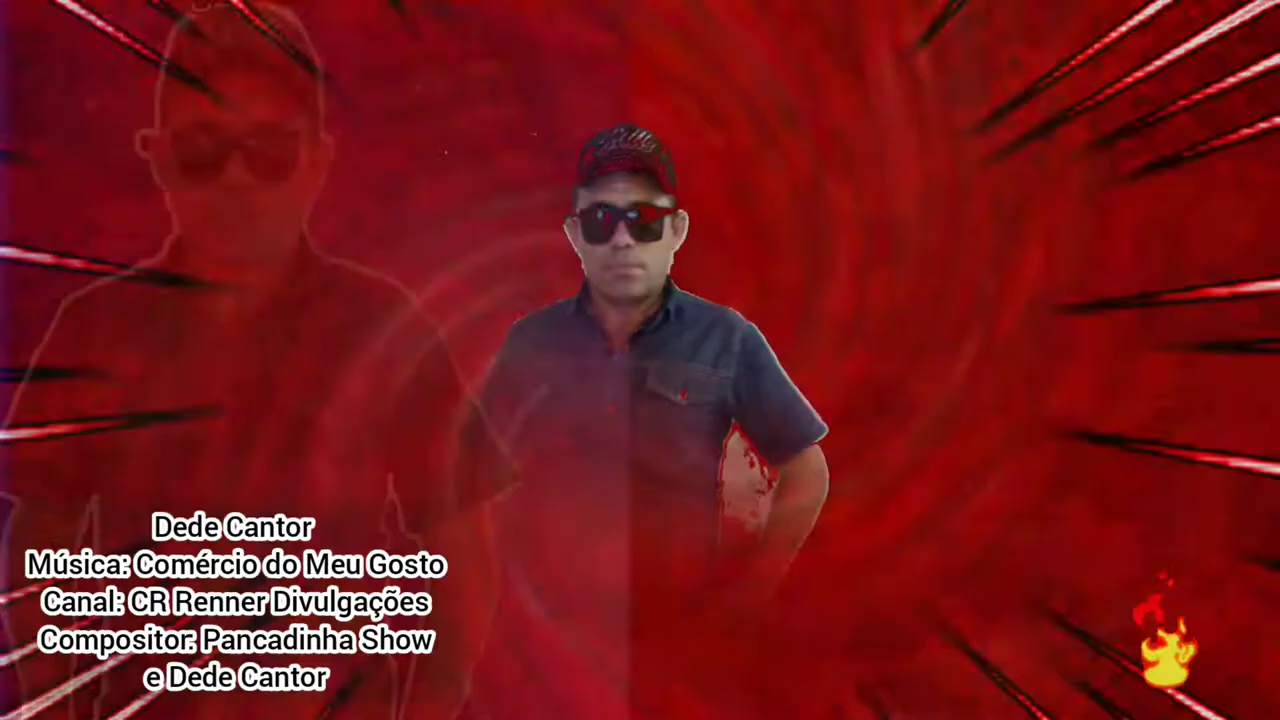 Dede Cantor
Música: Comércio do Meu Gosto
Canal: CR Renner Divulgações
Compositor: Pancadinha Show
e Dede Cantor